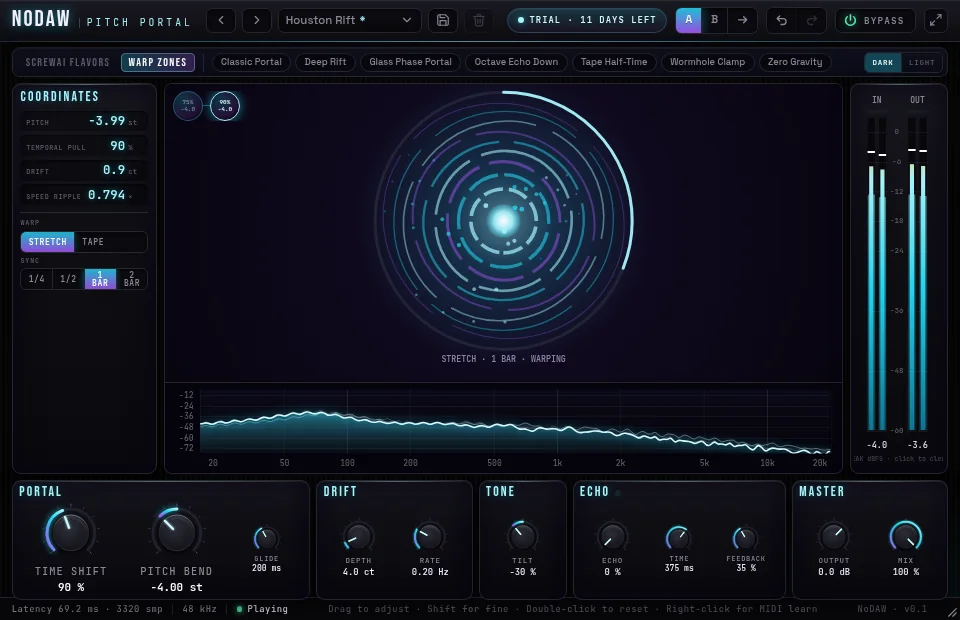 NODAW | PITCH PORTAL
Houston Rift *
TRIAL · 11 DAYS LEFT
A B
BYPASS
SCREWAI FLAVORS WARP ZONES
Classic Portal Deep Rift Glass Phase Portal Octave Echo Down Tape Half-Time Wormhole Clamp Zero Gravity
DARK LIGHT
COORDINATES
PITCH -3.99 st
TEMPORAL PULL 90 %
DRIFT 0.9 ct
SPEED RIPPLE 0.794 ×
WARP
STRETCH TAPE
SYNC
1/4 1/2 1 BAR 2 BAR
75% -4.0
90% -4.0
STRETCH · 1 BAR · WARPING
-12
-24
-36
-48
-60
-72
20 50 100 200 500 1k 2k 5k 10k 20k
IN OUT
0
-6
-12
-18
-24
-36
-48
-60
-4.0 -3.6
AK dBFS · click to cle
PORTAL
TIME SHIFT
90 %
PITCH BEND
-4.00 st
GLIDE
200 ms
DRIFT
DEPTH
4.0 ct
RATE
0.20 Hz
TONE
TILT
-30 %
ECHO
ECHO
0 %
TIME
375 ms
FEEDBACK
35 %
MASTER
OUTPUT
0.0 dB
MIX
100 %
Latency 69.2 ms · 3320 smp | 48 kHz | Playing
Drag to adjust · Shift for fine · Double-click to reset · Right-click for MIDI learn
NoDAW · v0.1